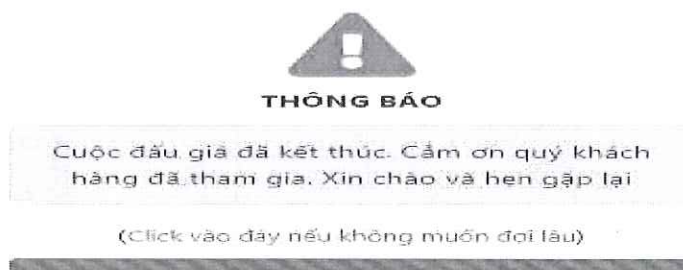 THÔNG BÁO
Cuộc đấu giá đã kết thúc. Cảm ơn quý khách
hàng đã tham gia. Xin chào và hẹn gặp lại
(Click vào đây nếu không muốn đợi lâu)